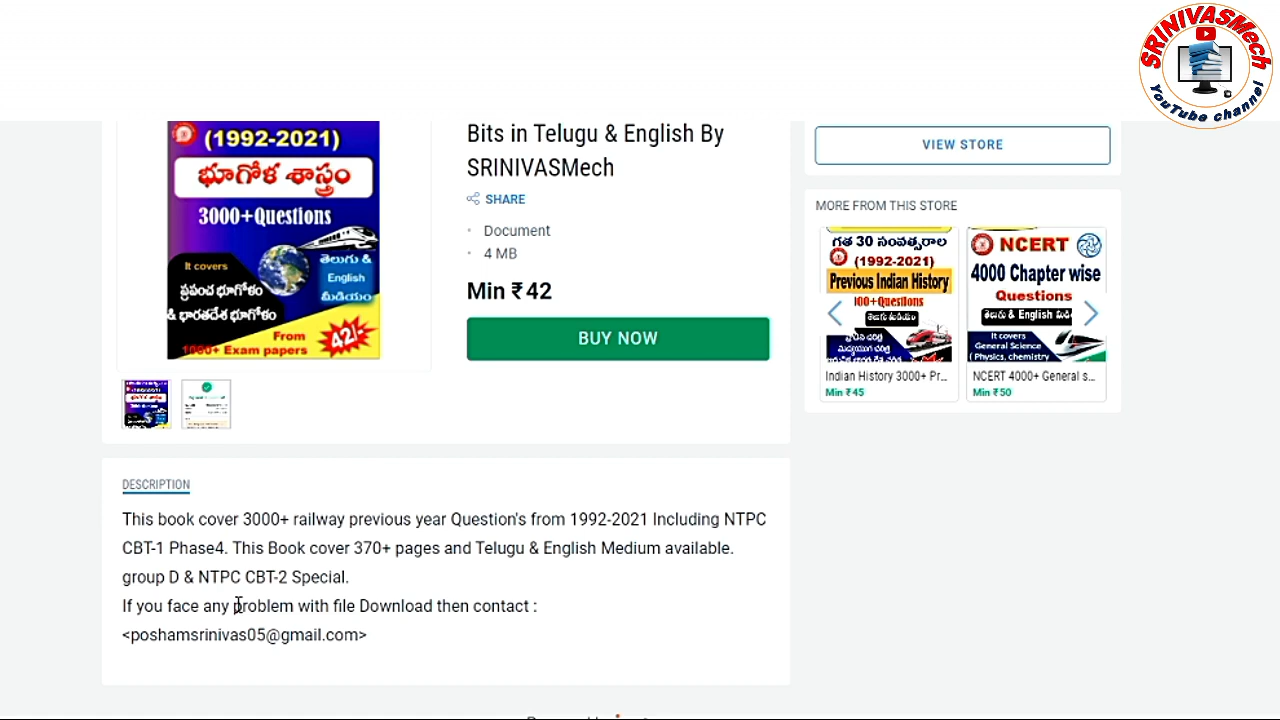 SRINIVASMech
YouTube channel
(1992-2021)
భూగోళ శాస్త్రం
3000+Questions
It covers
ప్రపంచ భూగోళం
& భారతదేశ భూగోళం
తెలుగు &
English
మీడియం
From
1000+ Exam papers
42/-
Bits in Telugu & English By
SRINIVASMech
SHARE
Document
4 MB
Min ₹42
BUY NOW
VIEW STORE
MORE FROM THIS STORE
గత 30 సంవత్సరాల
(1992-2021)
Previous Indian History
తెలుగు మీడియం
Indian History 3000+ Pr...
Min ₹45
NCERT
4000 Chapter wise
Questions
తెలుగు & English
It covers
General Science
( Physics, chemistry
NCERT 4000+ General s...
Min ₹50
DESCRIPTION
This book cover 3000+ railway previous year Question's from 1992-2021 Including NTPC
CBT-1 Phase4. This Book cover 370+ pages and Telugu & English Medium available.
group D & NTPC CBT-2 Special.
If you face any problem with file Download then contact :
<poshamsrinivas05@gmail.com>